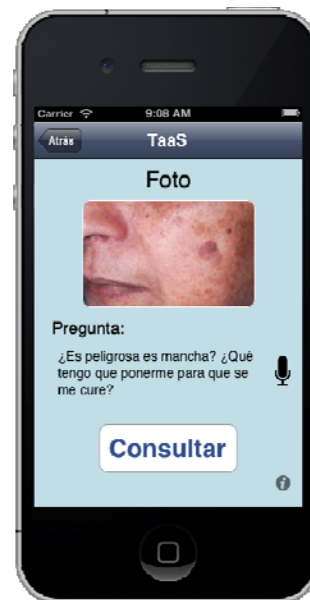 Carrier 9:08 AM
Atrás TaaS
Foto
Pregunta:
¿Es peligrosa es mancha? ¿Qué
tengo que ponerme para que se
me cure?
Consultar
i